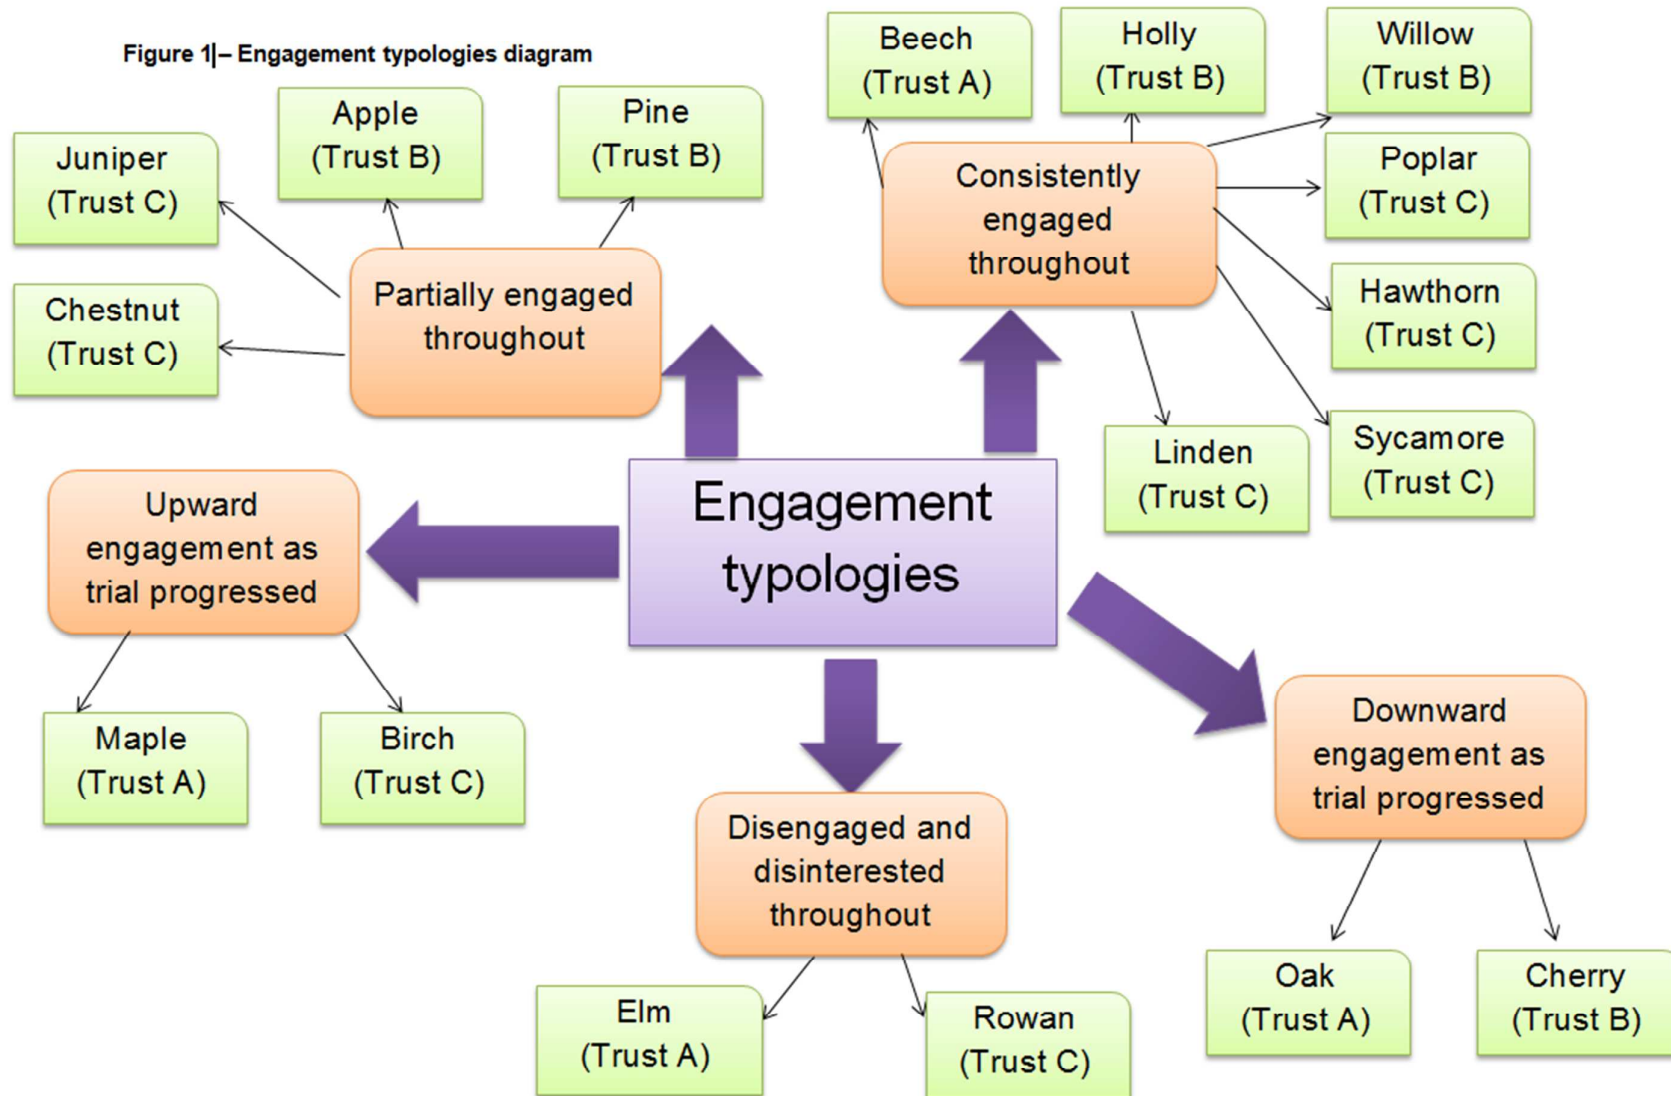 Figure 1 – Engagement typologies diagram
Juniper
(Trust C)
Apple
(Trust B)
Pine
(Trust B)
Chestnut
(Trust C)
Partially engaged
throughout
Beech
(Trust A)
Holly
(Trust B)
Willow
(Trust B)
Poplar
(Trust C)
Hawthorn
(Trust C)
Sycamore
(Trust C)
Linden
(Trust C)
Consistently
engaged
throughout
Engagement
typologies
Upward
engagement as
trial progressed
Maple
(Trust A)
Birch
(Trust C)
Disengaged and
disinterested
throughout
Elm
(Trust A)
Rowan
(Trust C)
Downward
engagement as
trial progressed
Oak
(Trust A)
Cherry
(Trust B)